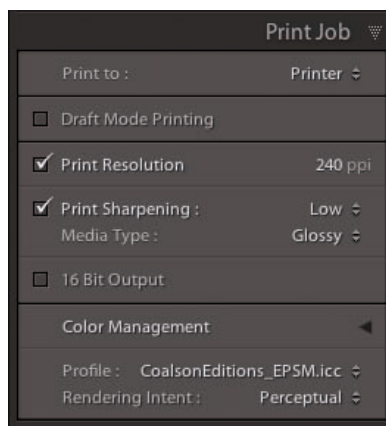 Print Job
Print to : Printer
Draft Mode Printing
Print Resolution 240 ppi
Print Sharpening : Low
Media Type : Glossy
16 Bit Output
Color Management
Profile : CoalsonEditions_EPSM.icc
Rendering Intent : Perceptual